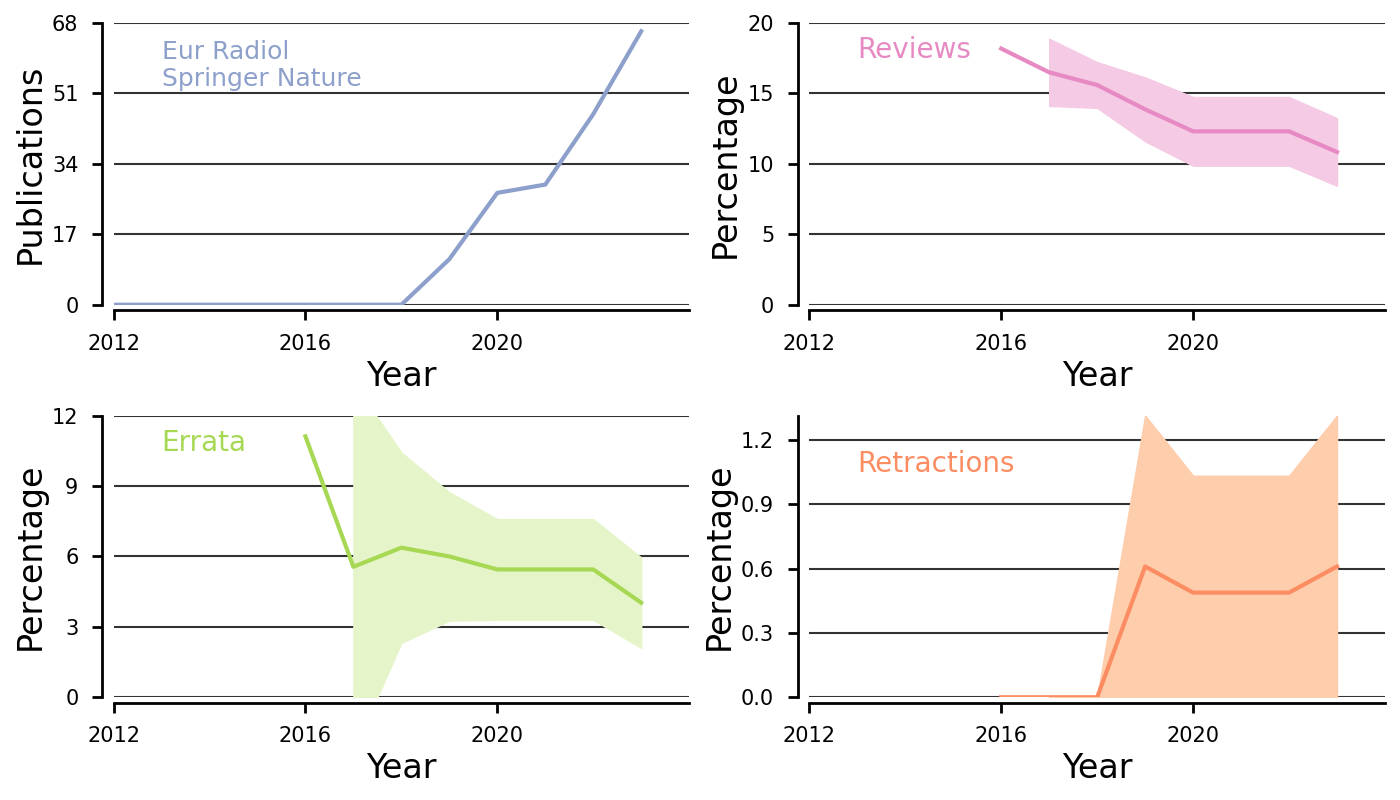 68
51
34
17
0
Publications
Eur Radiol
Springer Nature
2012
2016
2020
Year
20
15
10
5
0
Percentage
Reviews
2012
2016
2020
Year
12
9
6
3
0
Percentage
Errata
2012
2016
2020
Year
1.2
0.9
0.6
0.3
0.0
Percentage
Retractions
2012
2016
2020
Year